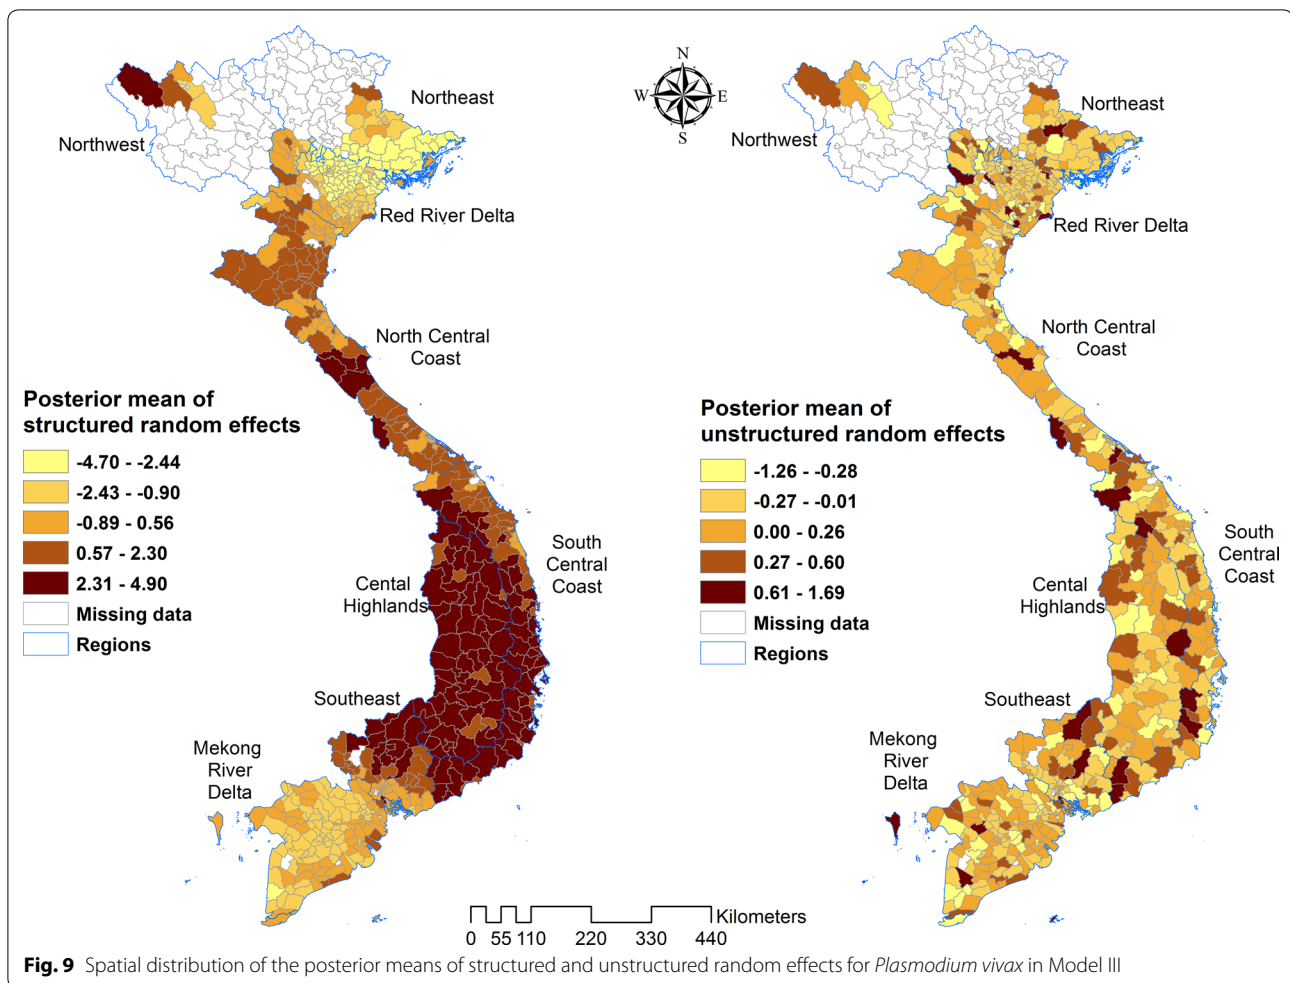 Northeast
Northwest
Red River Delta
North Central
Coast
Posterior mean of
structured random effects
-4.70 - -2.44
-2.43 - -0.90
-0.89 - 0.56
0.57 - 2.30
2.31 - 4.90
Missing data
Regions
South
Central
Coast
Cental
Highlands
Southeast
Mekong
River
Delta
N
W E
S
Northeast
Northwest
Red River Delta
North Central
Coast
Posterior mean of
unstructured random effects
-1.26 - -0.28
-0.27 - -0.01
0.00 - 0.26
0.27 - 0.60
0.61 - 1.69
Missing data
Regions
South
Central
Coast
Cental
Highlands
Southeast
Mekong
River
Delta
Kilometers
0 55 110 220 330 440
Fig. 9 Spatial distribution of the posterior means of structured and unstructured random effects for Plasmodium vivax in Model III